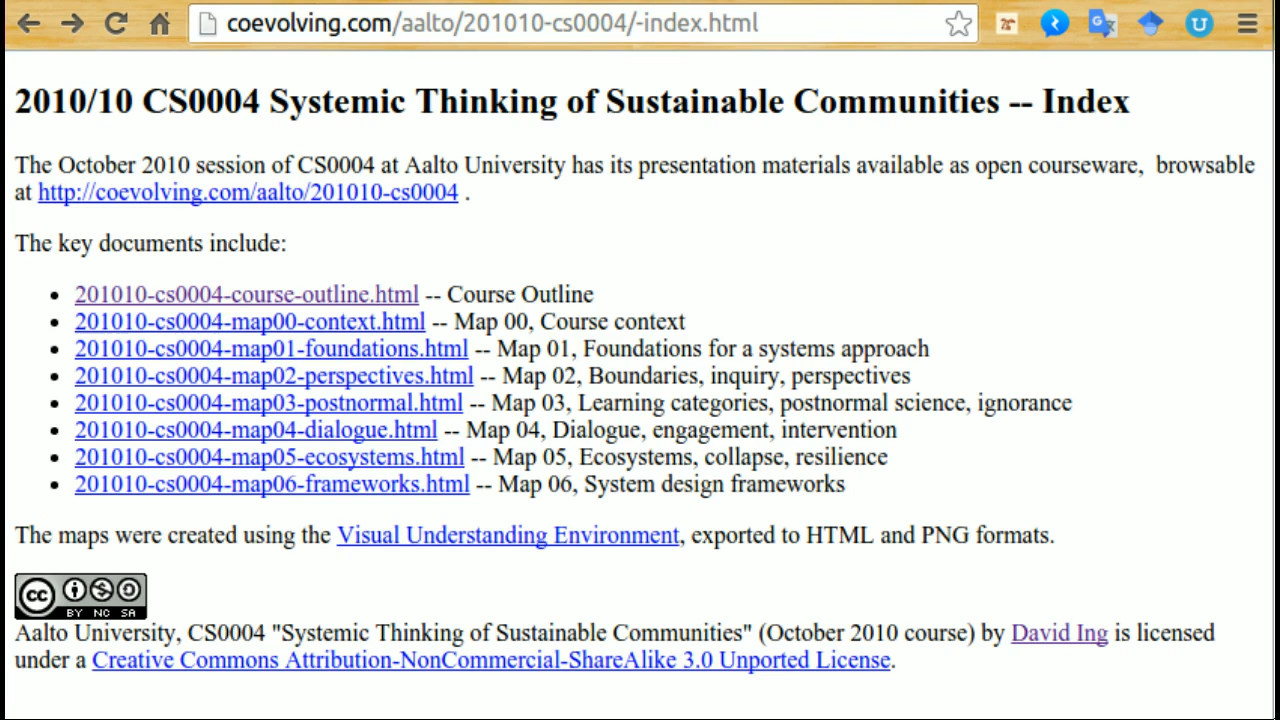 coevolving.com/aalto/201010-cs0004/-index.html
2010/10 CS0004 Systemic Thinking of Sustainable Communities -- Index
The October 2010 session of CS0004 at Aalto University has its presentation materials available as open courseware,  browsable
at http://coevolving.com/aalto/201010-cs0004 .
The key documents include:
201010-cs0004-course-outline.html -- Course Outline
201010-cs0004-map00-context.html -- Map 00, Course context
201010-cs0004-map01-foundations.html -- Map 01, Foundations for a systems approach
201010-cs0004-map02-perspectives.html -- Map 02, Boundaries, inquiry, perspectives
201010-cs0004-map03-postnormal.html -- Map 03, Learning categories, postnormal science, ignorance
201010-cs0004-map04-dialogue.html -- Map 04, Dialogue, engagement, intervention
201010-cs0004-map05-ecosystems.html -- Map 05, Ecosystems, collapse, resilience
201010-cs0004-map06-frameworks.html -- Map 06, System design frameworks
The maps were created using the Visual Understanding Environment, exported to HTML and PNG formats.
cc BY NC SA
Aalto University, CS0004 "Systemic Thinking of Sustainable Communities" (October 2010 course) by David Ing is licensed
under a Creative Commons Attribution-NonCommercial-ShareAlike 3.0 Unported License.